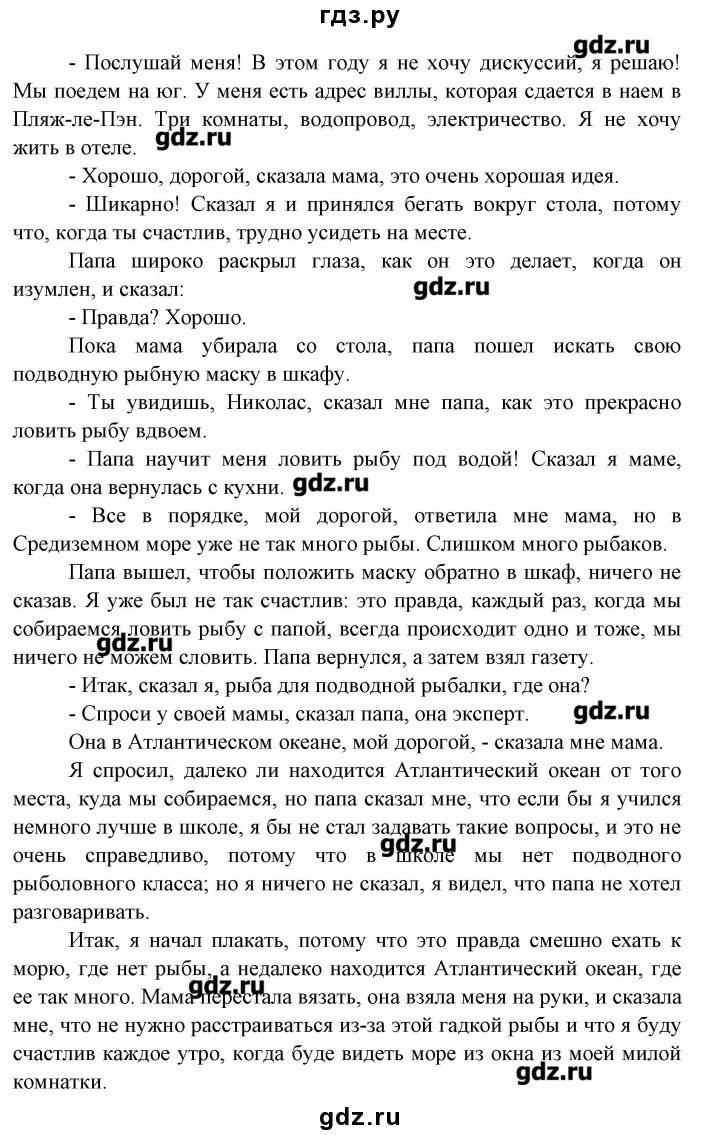 гдз.ру
gdz.ru
- Послушай меня! В этом году я не хочу дискуссий, я решаю!
Мы поедем на юг. У меня есть адрес виллы, которая сдается в наем в
Пляж-ле-Пэн. Три комнаты, водопровод, электричество. Я не хочу
жить в отеле.
gdz.ru
- Хорошо, дорогой, сказала мама, это очень хорошая идея.
- Шикарно! Сказал я и принялся бегать вокруг стола, потому
что, когда ты счастлив, трудно усидеть на месте.
Папа широко раскрыл глаза, как он это делает, когда он
изумлен, и сказал:
gdz.ru
- Правда? Хорошо.
Пока мама убирала со стола, папа пошел искать свою
подводную рыбную маску в шкафу.
- Ты увидишь, Николас, сказал мне папа, как это прекрасно
ловить рыбу вдвоем.
- Папа научит меня ловить рыбу под водой! Сказал я маме,
когда она вернулась с кухни.
gdz.ru
- Все в порядке, мой дорогой, ответила мне мама, но в
Средиземном море уже не так много рыбы. Слишком много рыбаков.
Папа вышел, чтобы положить маску обратно в шкаф, ничего не
сказав. Я уже был не так счастлив: это правда, каждый раз, когда мы
собираемся ловить рыбу с папой, всегда происходит одно и тоже, мы
gdz.ru
ничего не можем словить. Папа вернулся, а затем взял газету.
- Итак, сказал я, рыба для подводной рыбалки, где она?
- Спроси у своей мамы, сказал папа, она эксперт.
gdz.ru
Она в Атлантическом океане, мой дорогой, - сказала мне мама.
Я спросил, далеко ли находится Атлантический океан от того
места, куда мы собираемся, но папа сказал мне, что если бы я учился
немного лучше в школе, я бы не стал задавать такие вопросы, и это не
gdz.ru
очень справедливо, потому что в школе мы нет подводного
рыболовного класса; но я ничего не сказал, я видел, что папа не хотел
разговаривать.
Итак, я начал плакать, потому что это правда смешно ехать к
морю, где нет рыбы, а недалеко находится Атлантический океан, где
gdz.ru
ее так много. Мама перестала вязать, она взяла меня на руки, и сказала
мне, что не нужно расстраиваться из-за этой гадкой рыбы и что я буду
счастлив каждое утро, когда буде видеть море из окна из моей милой
комнатки.
gdz.ru
gdz.ru